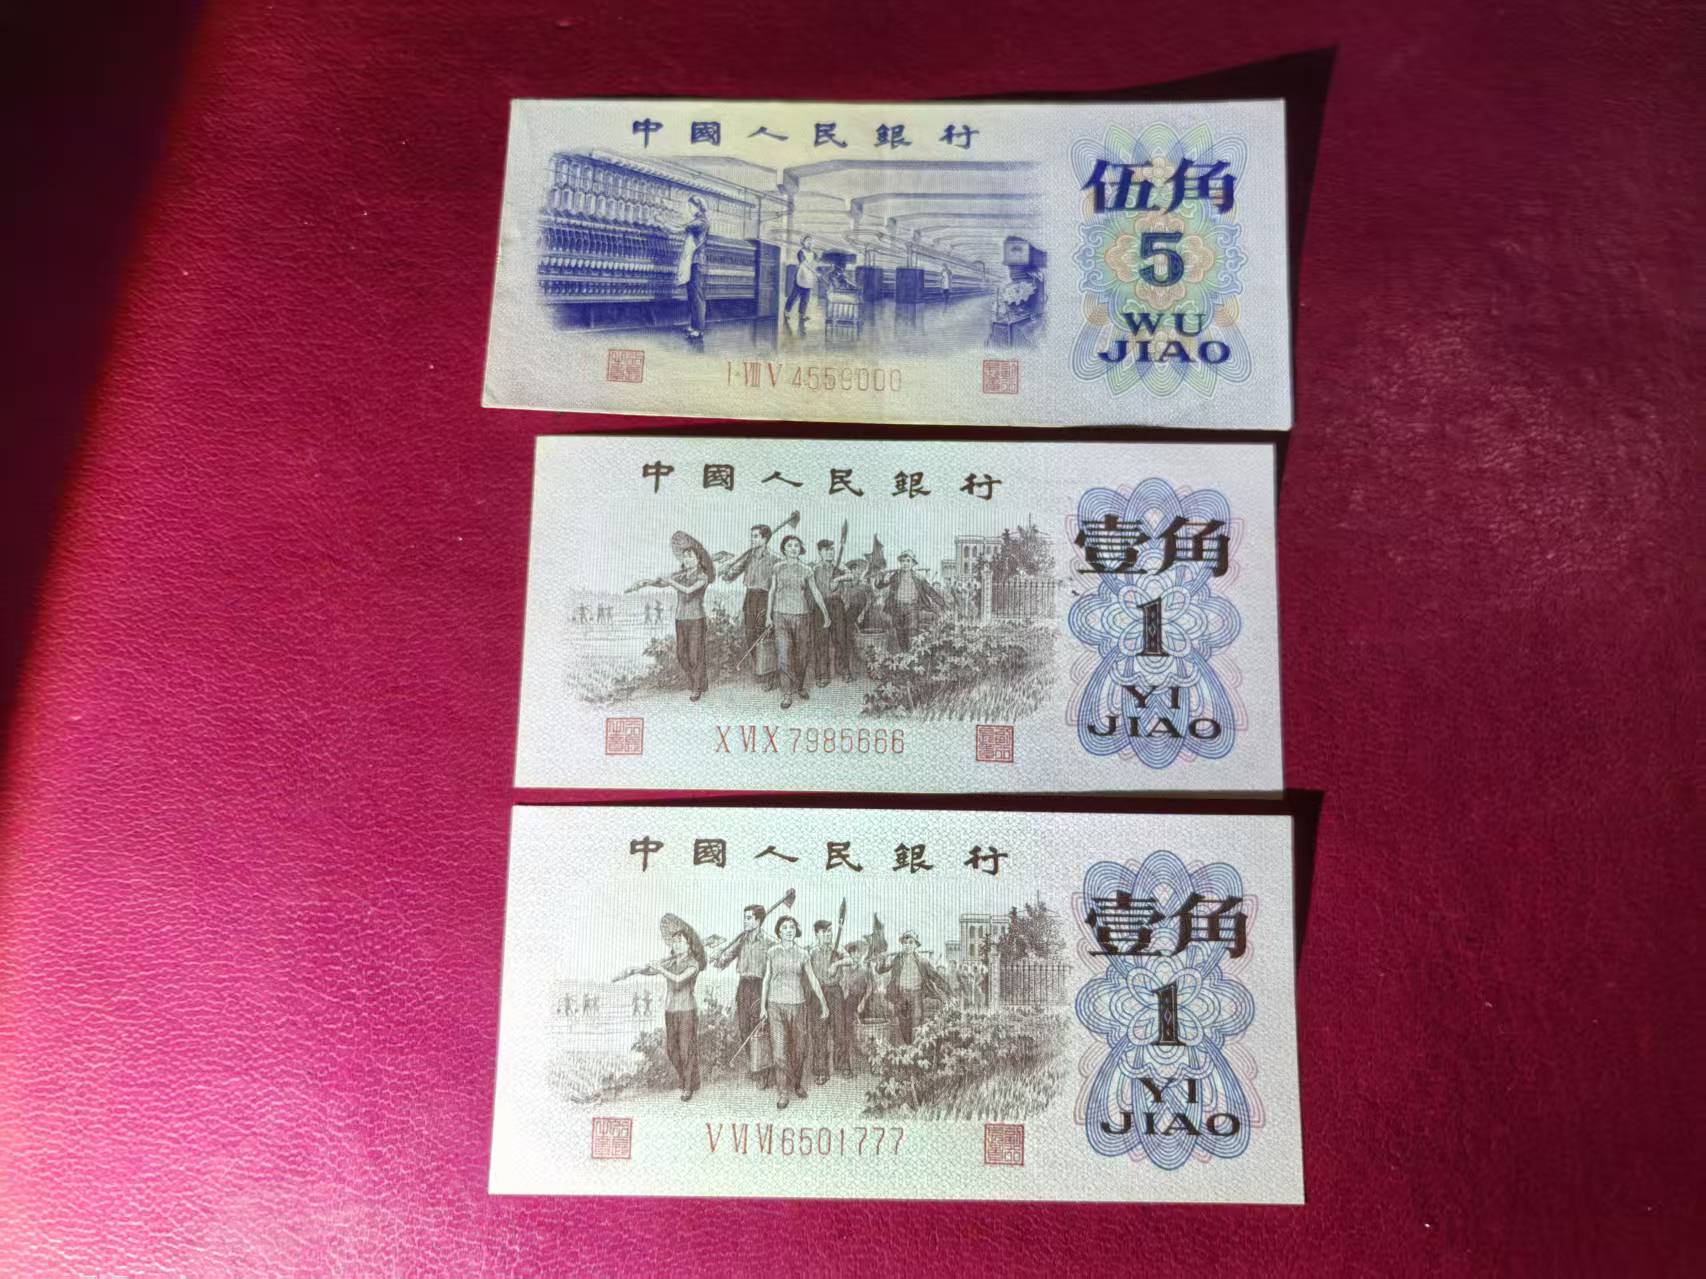 中國人民銀行
伍角
5
WU
JIAO
I VIII V 4559000
中國人民銀行
壹角
1
YI
JIAO
X VI X 7985666
中國人民銀行
壹角
1
YI
JIAO
V VI VI 6501777